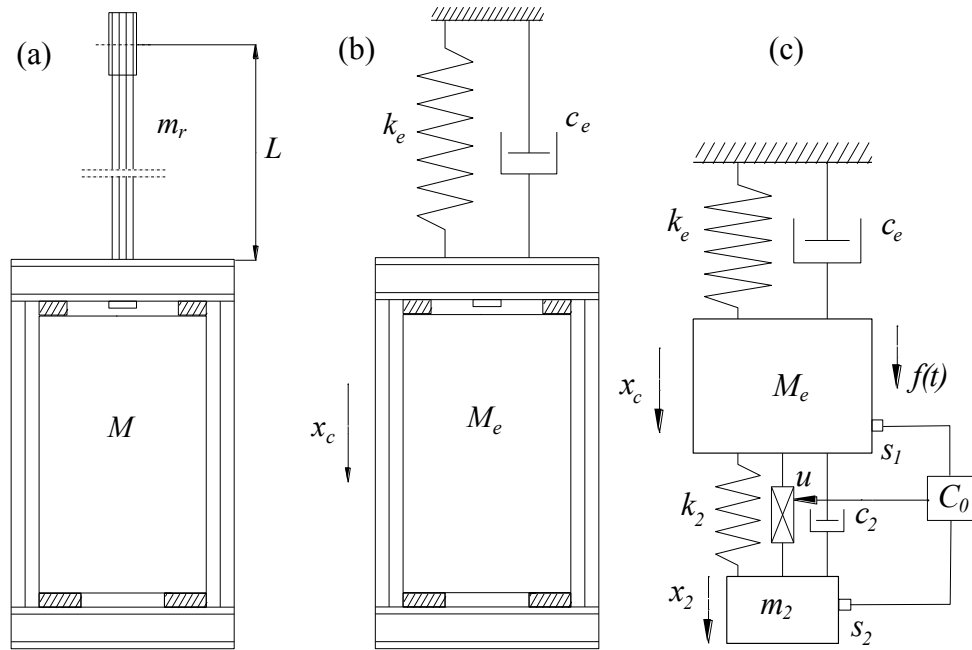 (a)
m_r
L
M
(b)
k_e
c_e
x_c
M_e
(c)
k_e
c_e
x_c
M_e
f(t)
s_1
k_2
u
c_2
C_0
x_2
m_2
s_2